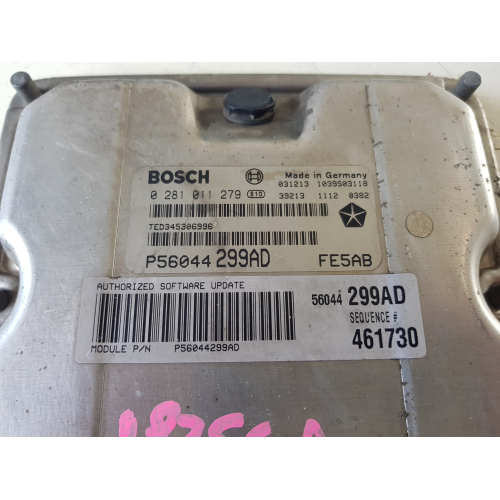 BOSCH Made in Germany
0 281 011 279 810 031213 1039S03118
39213 1112 0382
TED345306996
P56044 299AD FE5AB
AUTHORIZED SOFTWARE UPDATE
56044 299AD
SEQUENCE #
461730
MODULE P/N P56044299AD